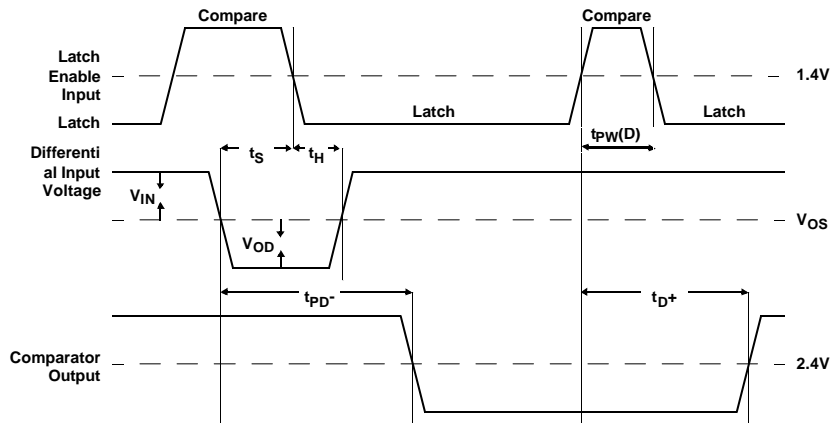 Compare
Compare
Latch
Enable
Input
1.4V
Latch
Latch
Latch
tPW(D)
Differenti
al Input
Voltage
tS
tH
VIN
VOS
VOD
tPD-
tD+
Comparator
Output
2.4V